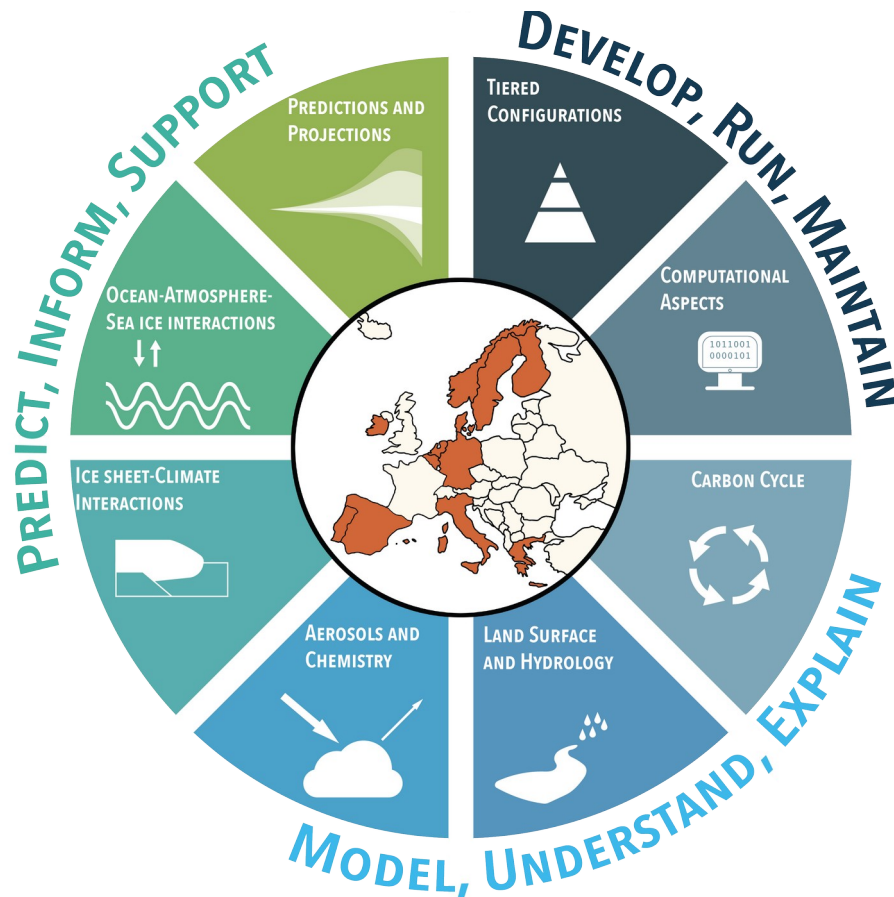 Predict, Inform, Support
Develop, Run, Maintain
Predictions and
Projections
Tiered
Configurations
Computational
Aspects
1011001
0000101
Ocean-Atmosphere-
Sea ice interactions
Ice sheet-Climate
Interactions
Carbon Cycle
Aerosols and
Chemistry
Land Surface
and Hydrology
Model, Understand, Explain